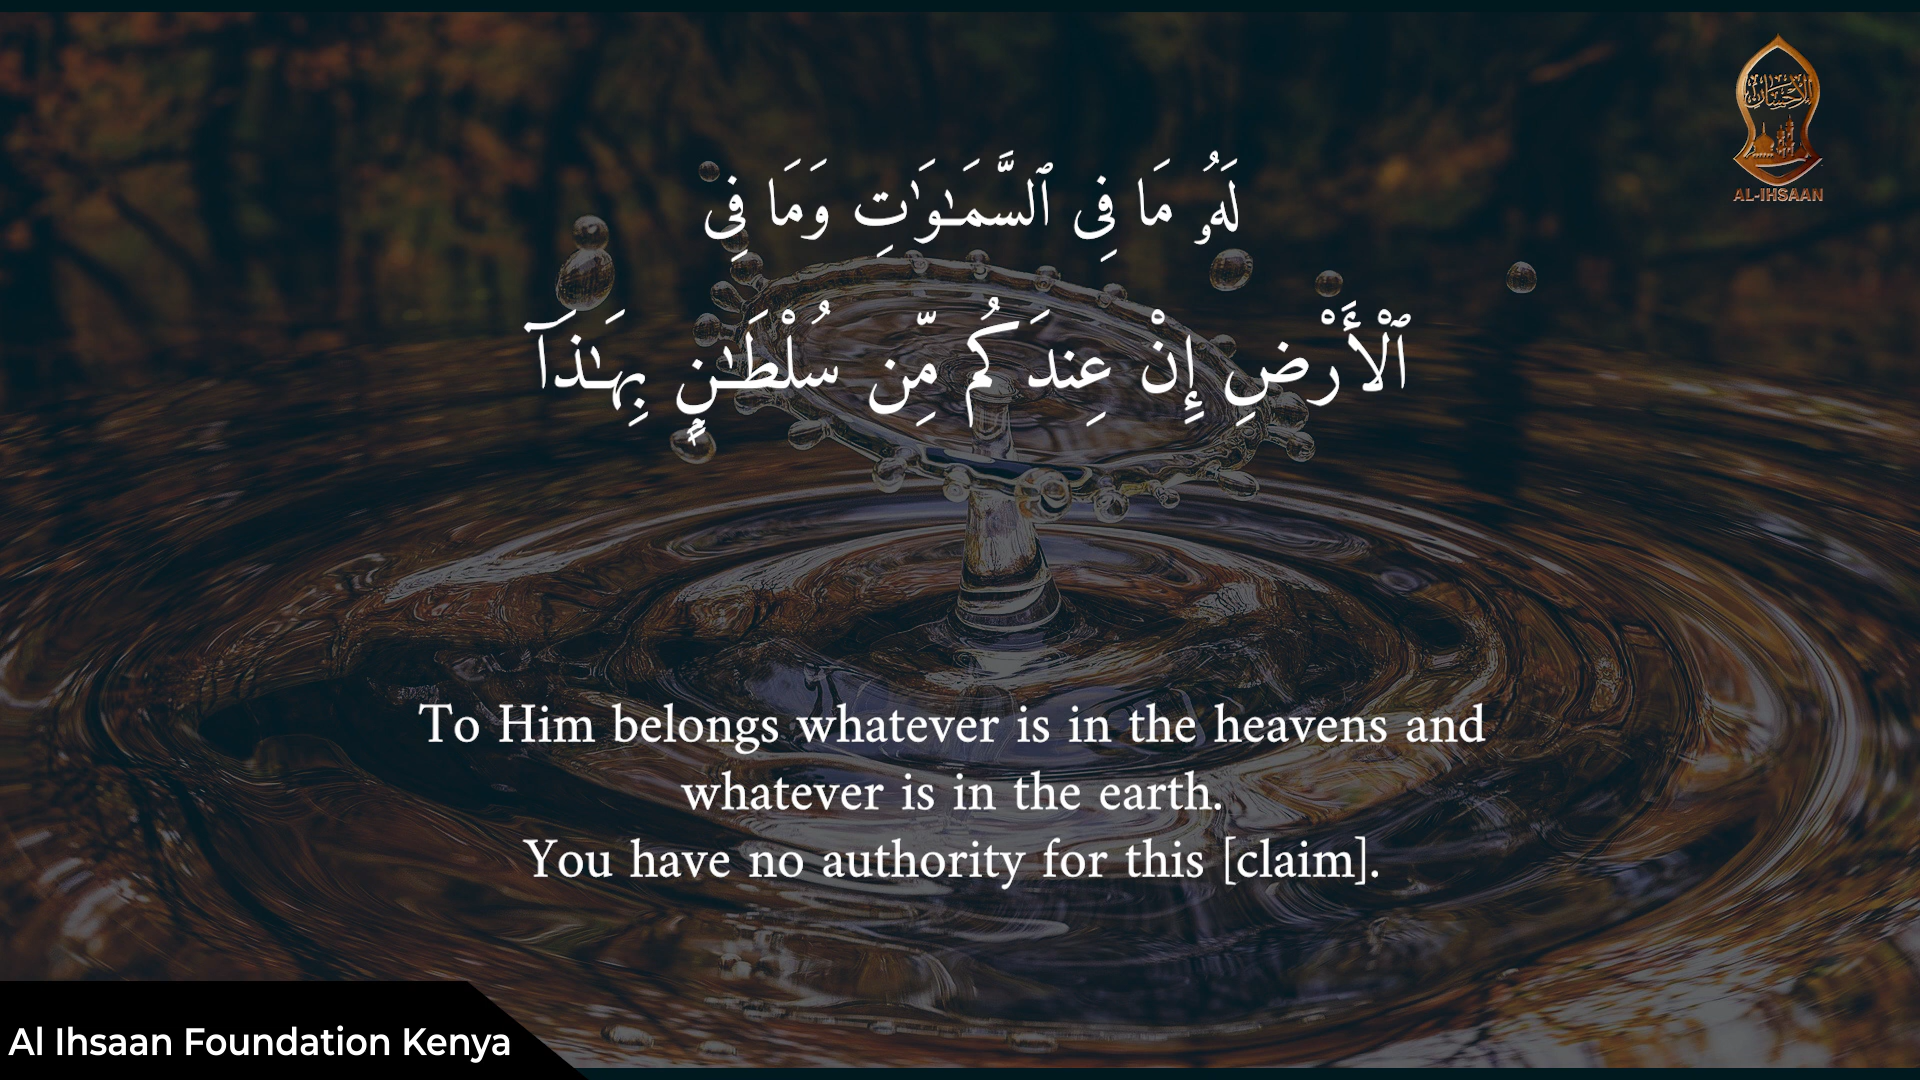 الإحسان
AL-IHSAAN
لَهُۥ مَا فِى ٱلسَّمَـٰوَٰتِ وَمَا فِى
ٱلْأَرْضِ إِنْ عِندَكُم مِّن سُلْطَـٰنٍۭ بِهَـٰذَآ
To Him belongs whatever is in the heavens and
whatever is in the earth.
You have no authority for this [claim].
Al Ihsaan Foundation Kenya